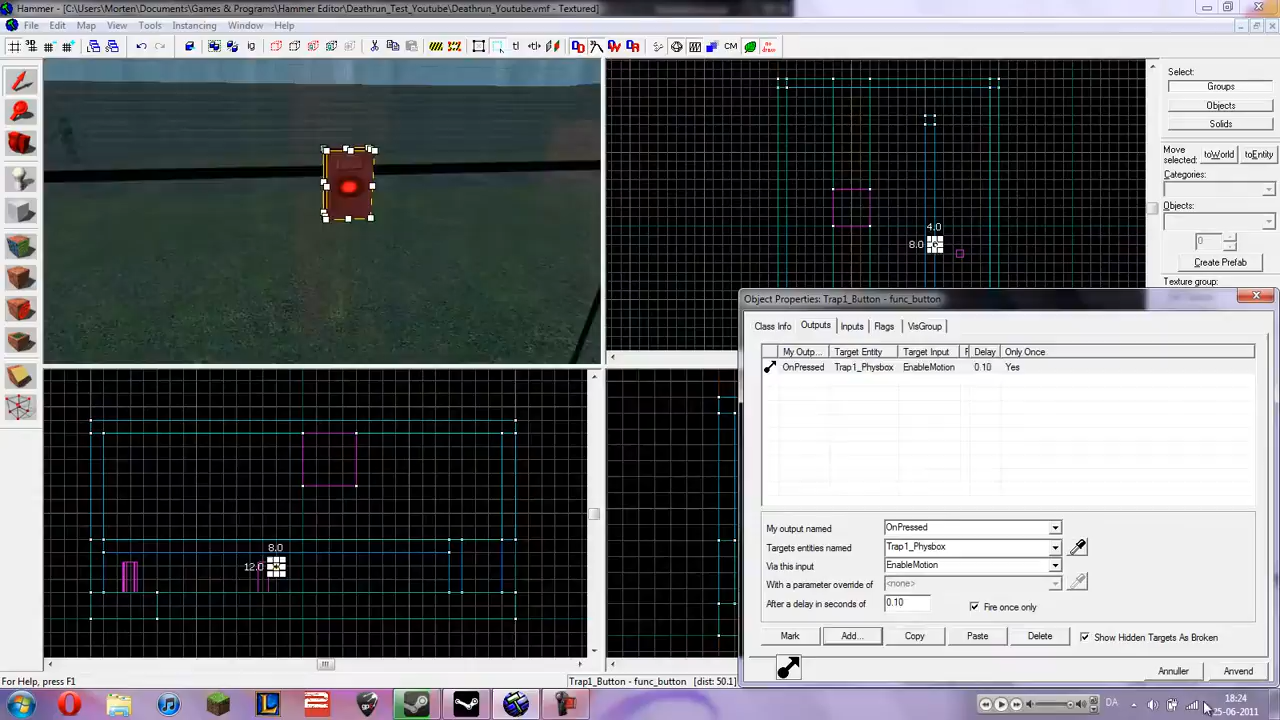 Hammer - [C:\Users\Morten\Documents\Games & Programs\Hammer Editor\Deathrun_Test_Youtube\Deathrun_Youtube.vmf - Textured]
File Edit Map View Tools Instancing Window Help
CM
Select:
Groups
Objects
Solids
Move selected: toWorld toEntity
Categories:
Objects:
0
Create Prefab
Texture group:
4.0
8.0
8.0
12.0
Object Properties: Trap1_Button - func_button
Class Info Outputs Inputs Flags VisGroup
My Outp... Target Entity Target Input Delay Only Once
OnPressed Trap1_Physbox EnableMotion 0.10 Yes
My output named OnPressed
Targets entities named Trap1_Physbox
Via this input EnableMotion
With a parameter override of <none>
After a delay in seconds of 0.10 Fire once only
Mark Add... Copy Paste Delete Show Hidden Targets As Broken
Annuller Anvend
For Help, press F1
Trap1_Button - func_button [dist: 50.1]
DA
18:24
25-06-2011